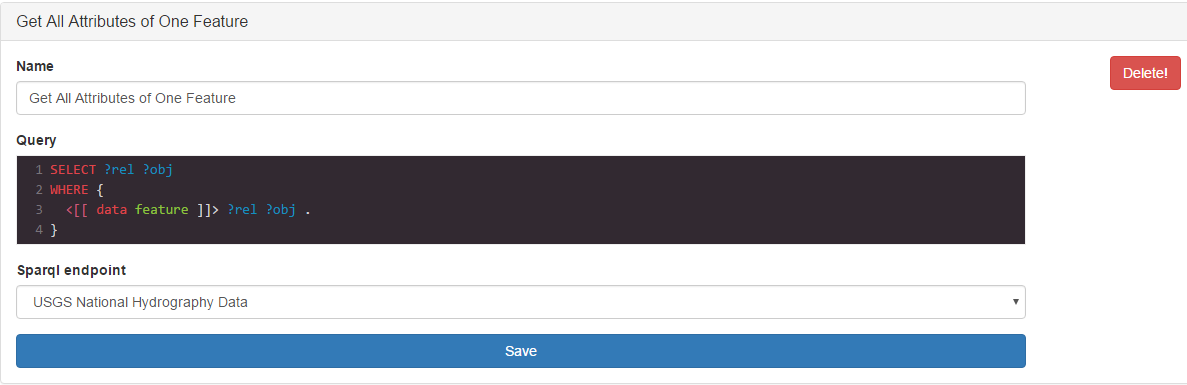 Get All Attributes of One Feature
Name
Delete!
Get All Attributes of One Feature
Query
1 SELECT ?rel ?obj
2 WHERE {
3   <[[ data feature ]]> ?rel ?obj .
4 }
Sparql endpoint
USGS National Hydrography Data
Save